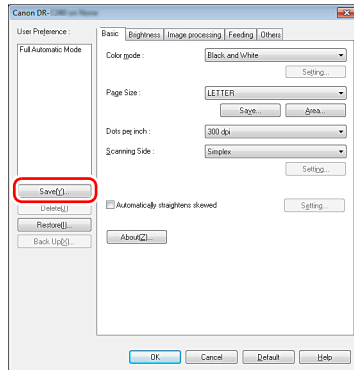 Canon DR-
User Preference :
Full Automatic Mode
Save(Y)...
Delete(J)
Restore(I)...
Back Up(X)...
Basic
Brightness
Image processing
Feeding
Others
Color mode :
Black and White
Setting...
Page Size :
LETTER
Save...
Area...
Dots per inch :
300 dpi
Scanning Side :
Simplex
Setting...
Automatically straightens skewed
Setting...
About(Z)...
OK
Cancel
Default
Help